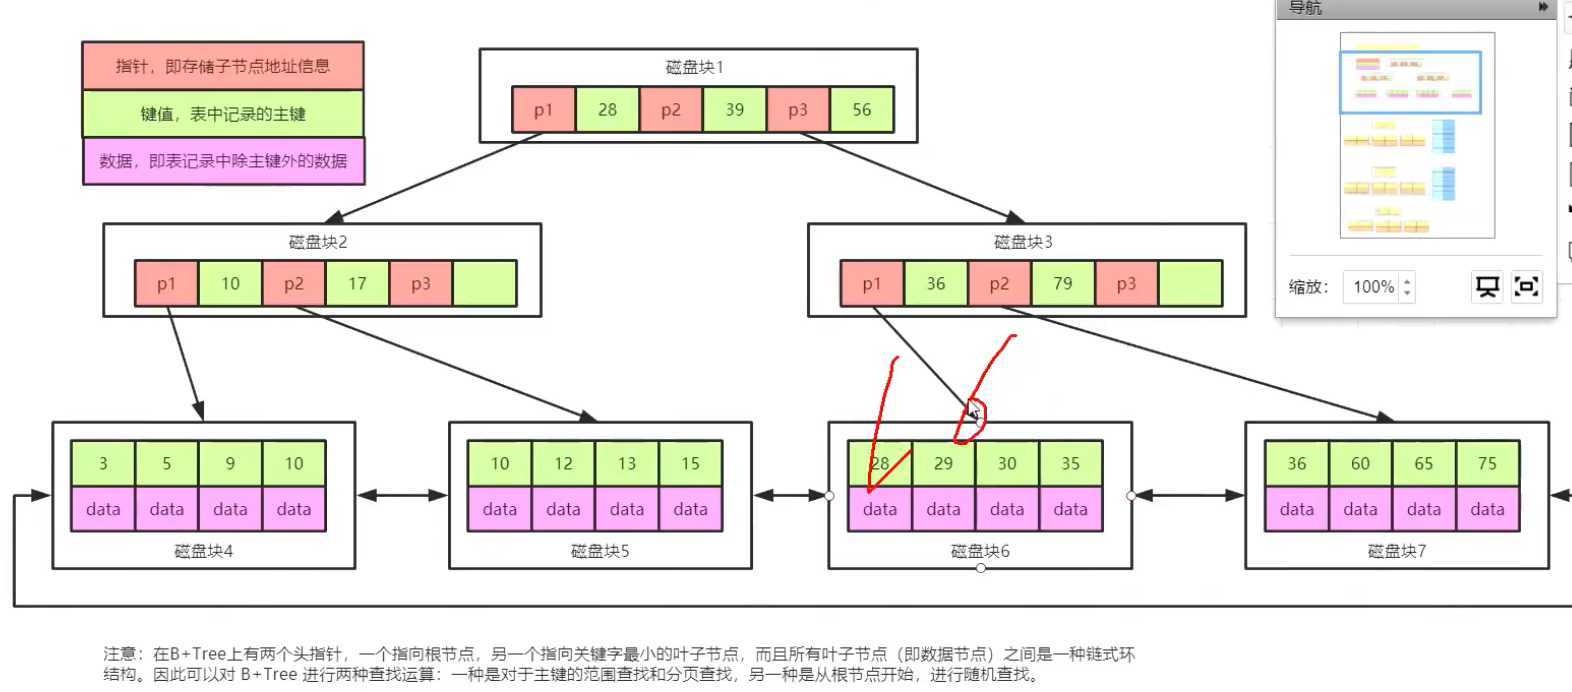 导航
指针，即存储子节点地址信息
键值，表中记录的主键
数据，即表记录中除主键外的数据
磁盘块1
p1 28 p2 39 p3 56
磁盘块2
p1 10 p2 17 p3
磁盘块3
p1 36 p2 79 p3
缩放： 100%
3 5 9 10
data data data data
磁盘块4
10 12 13 15
data data data data
磁盘块5
28 29 30 35
data data data data
磁盘块6
36 60 65 75
data data data data
磁盘块7
注意：在B+Tree上有两个头指针，一个指向根节点，另一个指向关键字最小的叶子节点，而且所有叶子节点（即数据节点）之间是一种链式环
结构。因此可以对 B+Tree 进行两种查找运算：一种是对于主键的范围查找和分页查找，另一种是从根节点开始，进行随机查找。